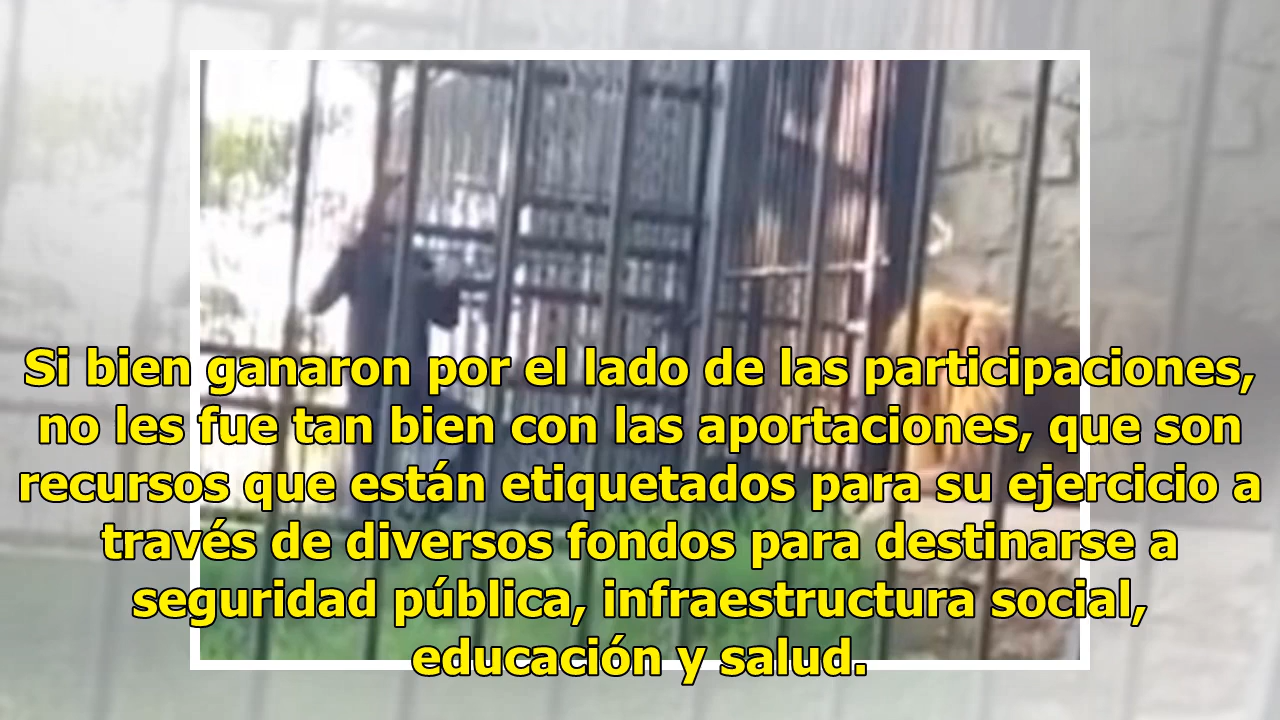 Si bien ganaron por el lado de las participaciones,
no les fue tan bien con las aportaciones, que son
recursos que están etiquetados para su ejercicio a
través de diversos fondos para destinarse a
seguridad pública, infraestructura social,
educación y salud.